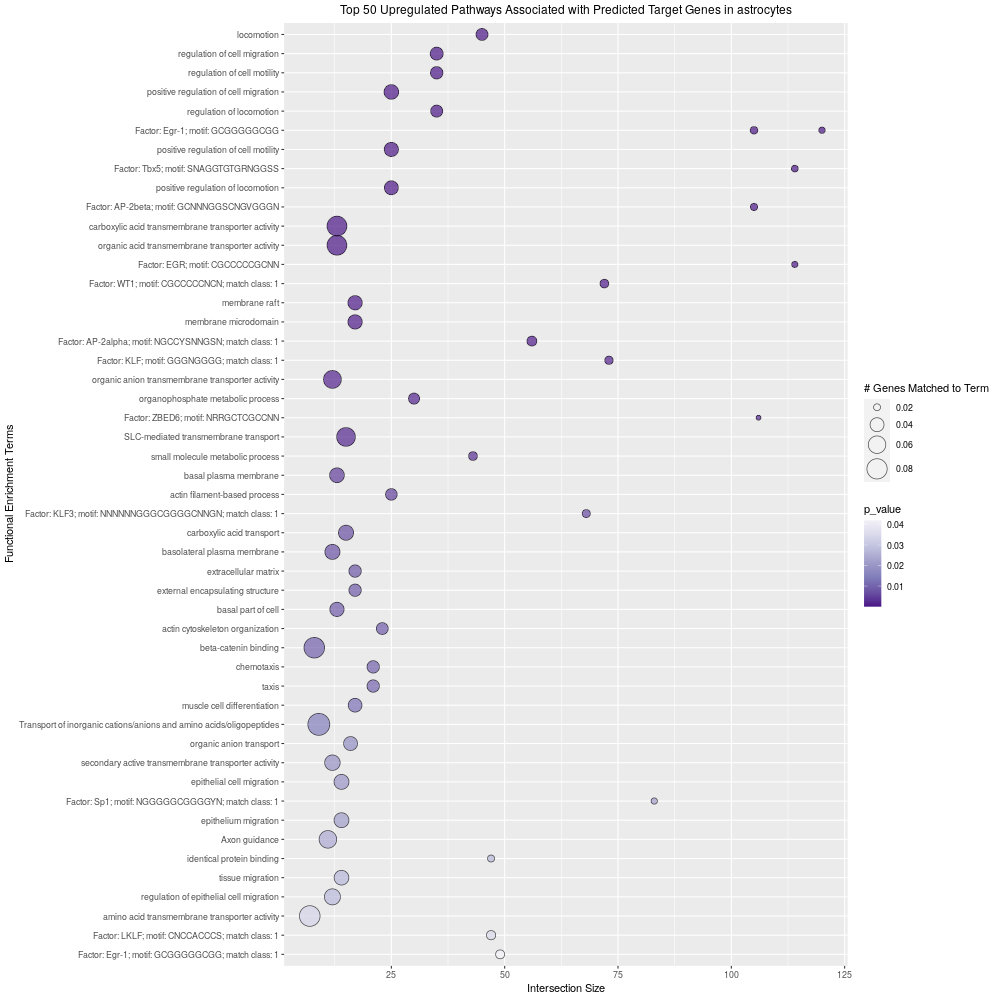 Top 50 Upregulated Pathways Associated with Predicted Target Genes in astrocytes
Functional Enrichment Terms
locomotion
regulation of cell migration
regulation of cell motility
positive regulation of cell migration
regulation of locomotion
Factor: Egr-1; motif: GCGGGGGCGG
positive regulation of cell motility
Factor: Tbx5; motif: SNAGGTGTGRNGGSS
positive regulation of locomotion
Factor: AP-2beta; motif: GCNNNGGSCNGVGGGN
carboxylic acid transmembrane transporter activity
organic acid transmembrane transporter activity
Factor: EGR; motif: CGCCCCCGCNN
Factor: WT1; motif: CGCCCCCNCN; match class: 1
membrane raft
membrane microdomain
Factor: AP-2alpha; motif: NGCCYSNNGSN; match class: 1
Factor: KLF; motif: GGGNGGGG; match class: 1
organic anion transmembrane transporter activity
organophosphate metabolic process
Factor: ZBED6; motif: NRRGCTCGCCNN
SLC-mediated transmembrane transport
small molecule metabolic process
basal plasma membrane
actin filament-based process
Factor: KLF3; motif: NNNNNNGGGCGGGGCNNGN; match class: 1
carboxylic acid transport
basolateral plasma membrane
extracellular matrix
external encapsulating structure
basal part of cell
actin cytoskeleton organization
beta-catenin binding
chemotaxis
taxis
muscle cell differentiation
Transport of inorganic cations/anions and amino acids/oligopeptides
organic anion transport
secondary active transmembrane transporter activity
epithelial cell migration
Factor: Sp1; motif: NGGGGGCGGGGYN; match class: 1
epithelium migration
Axon guidance
identical protein binding
tissue migration
regulation of epithelial cell migration
amino acid transmembrane transporter activity
Factor: LKLF; motif: CNCCACCCS; match class: 1
Factor: Egr-1; motif: GCGGGGGCGG; match class: 1
25 50 75 100 125
Intersection Size
# Genes Matched to Term
0.02
0.04
0.06
0.08
p_value
0.04
0.03
0.02
0.01